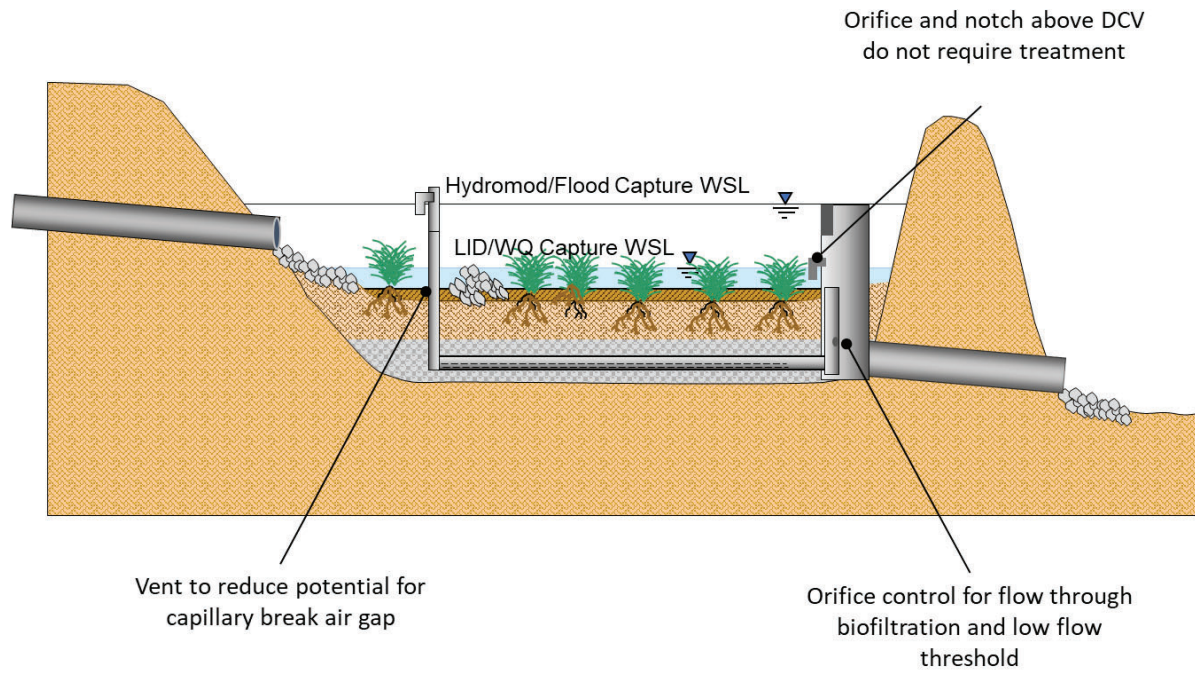 Orifice and notch above DCV
do not require treatment
Hydromod/Flood Capture WSL
LID/WQ Capture WSL
Vent to reduce potential for
capillary break air gap
Orifice control for flow through
biofiltration and low flow
threshold